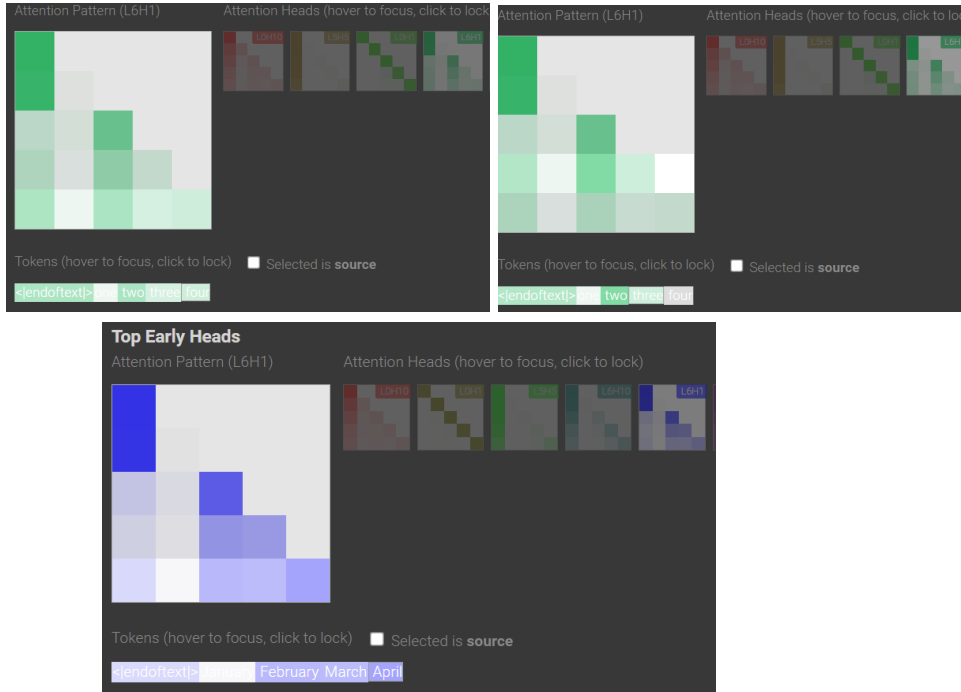 Attention Pattern (L6H1)
Attention Heads (hover to focus, click to lock)
L0H10
L6H1
Tokens (hover to focus, click to lock)
Selected is source
<|endoftext|> one two three four
Attention Pattern (L6H1)
Attention Heads (hover to focus, click to lo
L0H10
Tokens (hover to focus, click to lock)
Selected is source
<|endoftext|> two three four
Top Early Heads
Attention Pattern (L6H1)
Attention Heads (hover to focus, click to lock)
L0H10
L6H10
L6H1
Tokens (hover to focus, click to lock)
Selected is source
<|endoftext|> February March April